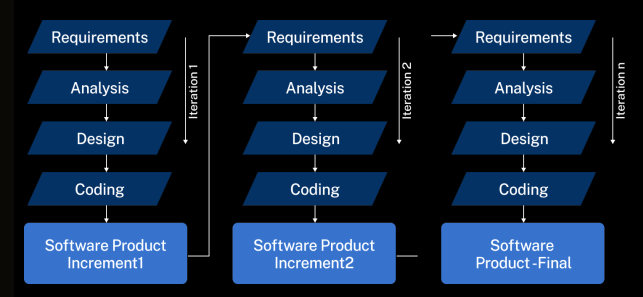 Requirements
Analysis
Design
Coding
Software Product
Increment1
Iteration 1
Requirements
Analysis
Design
Coding
Software Product
Increment2
Iteration 2
Requirements
Analysis
Design
Coding
Software
Product -Final
Iteration n